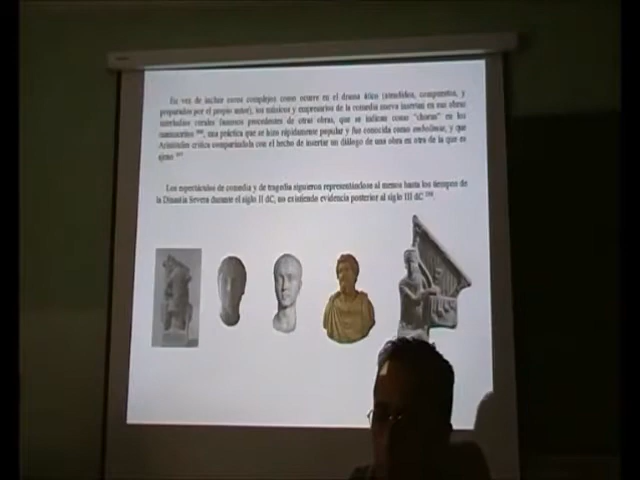 En vez de incluir coros complejos como ocurre en el drama ático (atendidos, compuestos, y
preparados por el propio autor), los músicos y empresarios de la comedia nueva insertan en sus obras
interludios corales famosos procedentes de otras obras, que se indican como "chorus" en los
manuscritos, una práctica que se hizo rápidamente popular y fue conocida como embolimas, y que
Aristóteles critica comparándola con el hecho de insertar un diálogo de una obra en otra de la que es
ajeno
Los espectáculos de comedia y de tragedia siguieron representándose al menos hasta los tiempos de
la Dinastía Severa durante el siglo II dC, no existiendo evidencia posterior al siglo III dC